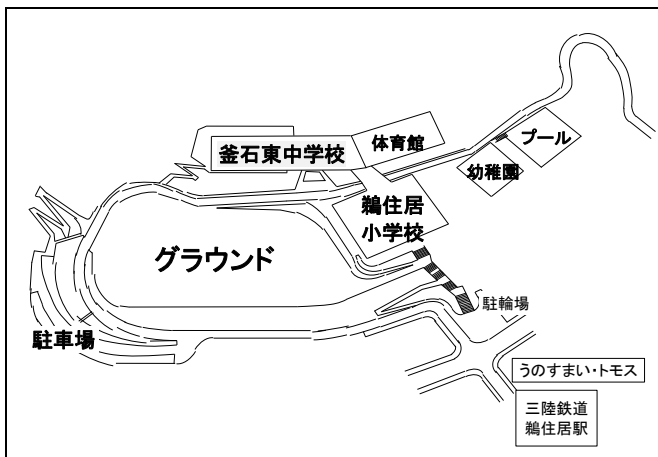 釜石東中学校
体育館
プール
幼稚園
鵜住居
小学校
グラウンド
駐車場
駐輪場
うのすまい・トモス
三陸鉄道
鵜住居駅